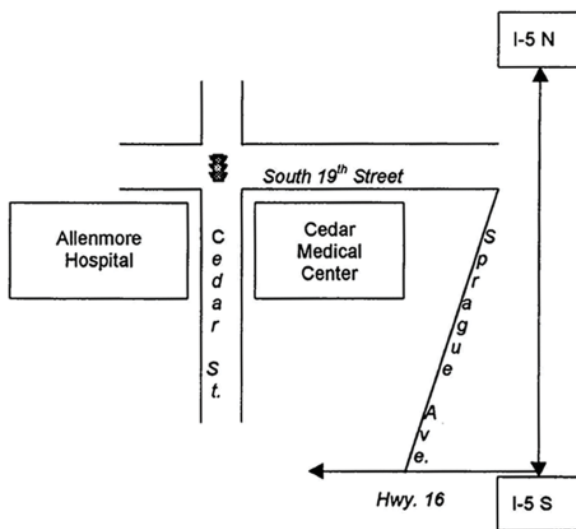 I-5 N
South 19th Street
Allenmore
Hospital
Cedar St.
Cedar
Medical
Center
Sprague Ave.
Hwy. 16
I-5 S